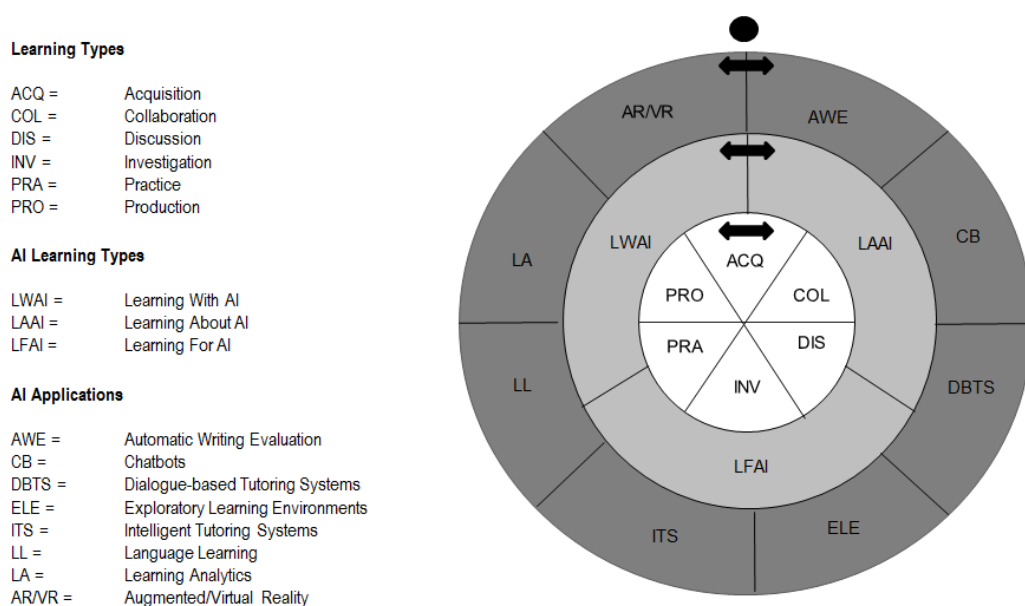 Learning Types
ACQ = Acquisition
COL = Collaboration
DIS = Discussion
INV = Investigation
PRA = Practice
PRO = Production
AI Learning Types
LWAI = Learning With AI
LAAI = Learning About AI
LFAI = Learning For AI
AI Applications
AWE = Automatic Writing Evaluation
CB = Chatbots
DBTS = Dialogue-based Tutoring Systems
ELE = Exploratory Learning Environments
ITS = Intelligent Tutoring Systems
LL = Language Learning
LA = Learning Analytics
AR/VR = Augmented/Virtual Reality
AR/VR
AWE
CB
DBTS
ELE
ITS
LL
LA
LWAI
LAAI
LFAI
ACQ
COL
DIS
INV
PRA
PRO